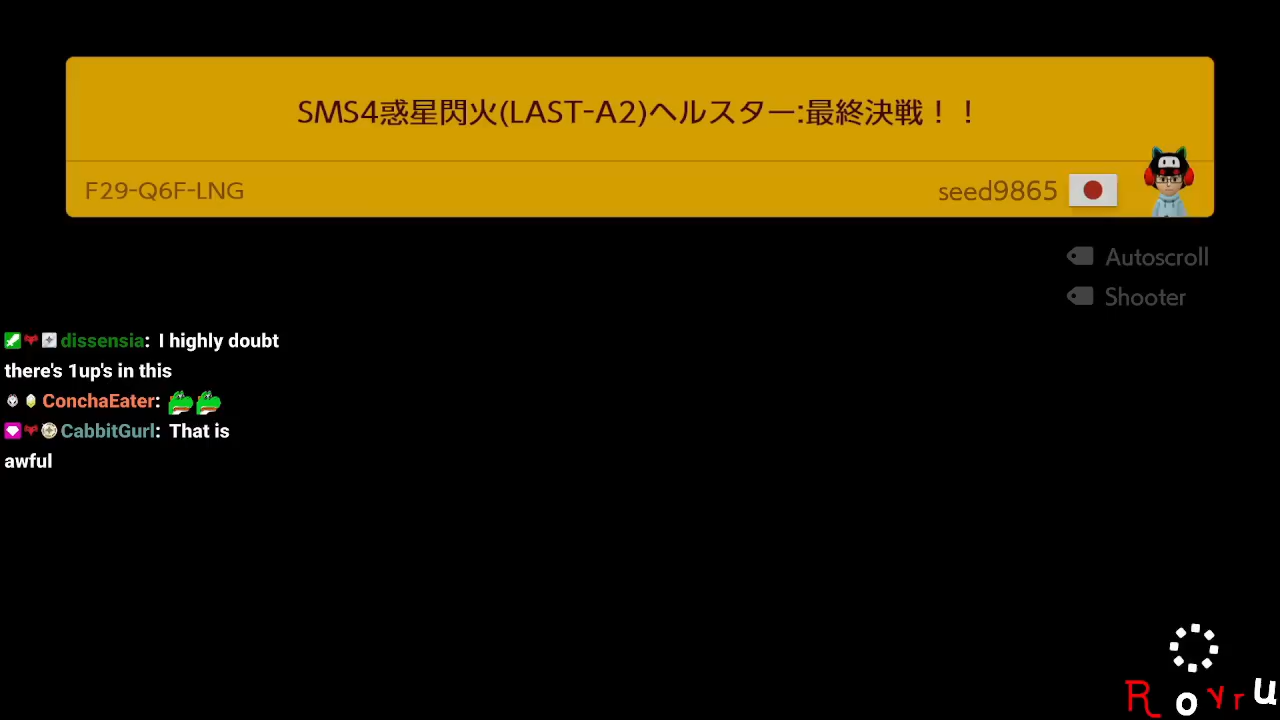 SMS4惑星閃火(LAST-A2)ヘルスター:最終決戦！！
F29-Q6F-LNG
seed9865
Autoscroll
Shooter
dissensia: I highly doubt
there's 1up's in this
ConchaEater:
CabbitGurl: That is
awful
Royru